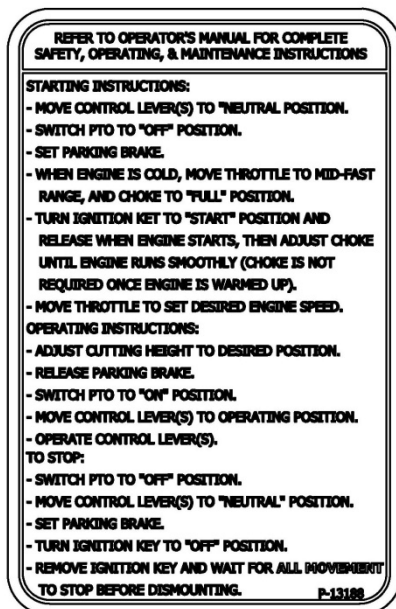 REFER TO OPERATOR'S MANUAL FOR COMPLETE
SAFETY, OPERATING, & MAINTENANCE INSTRUCTIONS
STARTING INSTRUCTIONS:
- MOVE CONTROL LEVER(S) TO "NEUTRAL POSITION.
- SWITCH PTO TO "OFF" POSITION.
- SET PARKING BRAKE.
- WHEN ENGINE IS COLD, MOVE THROTTLE TO MID-FAST
RANGE, AND CHOKE TO "FULL" POSITION.
- TURN IGNITION KET TO "START" POSITION AND
RELEASE WHEN ENGINE STARTS, THEN ADJUST CHOKE
UNTIL ENGINE RUNS SMOOTHLY (CHOKE IS NOT
REQUIRED ONCE ENGINE IS WARMED UP).
- MOVE THROTTLE TO SET DESIRED ENGINE SPEED.
OPERATING INSTRUCTIONS:
- ADJUST CUTTING HEIGHT TO DESIRED POSITION.
- RELEASE PARKING BRAKE.
- SWITCH PTO TO "ON" POSITION.
- MOVE CONTROL LEVER(S) TO OPERATING POSITION.
- OPERATE CONTROL LEVER(S).
TO STOP:
- SWITCH PTO TO "OFF" POSITION.
- MOVE CONTROL LEVER(S) TO "NEUTRAL" POSITION.
- SET PARKING BRAKE.
- TURN IGNITION KEY TO "OFF" POSITION.
- REMOVE IGNITION KEY AND WAIT FOR ALL MOVEMENT
TO STOP BEFORE DISMOUNTING. P-13188